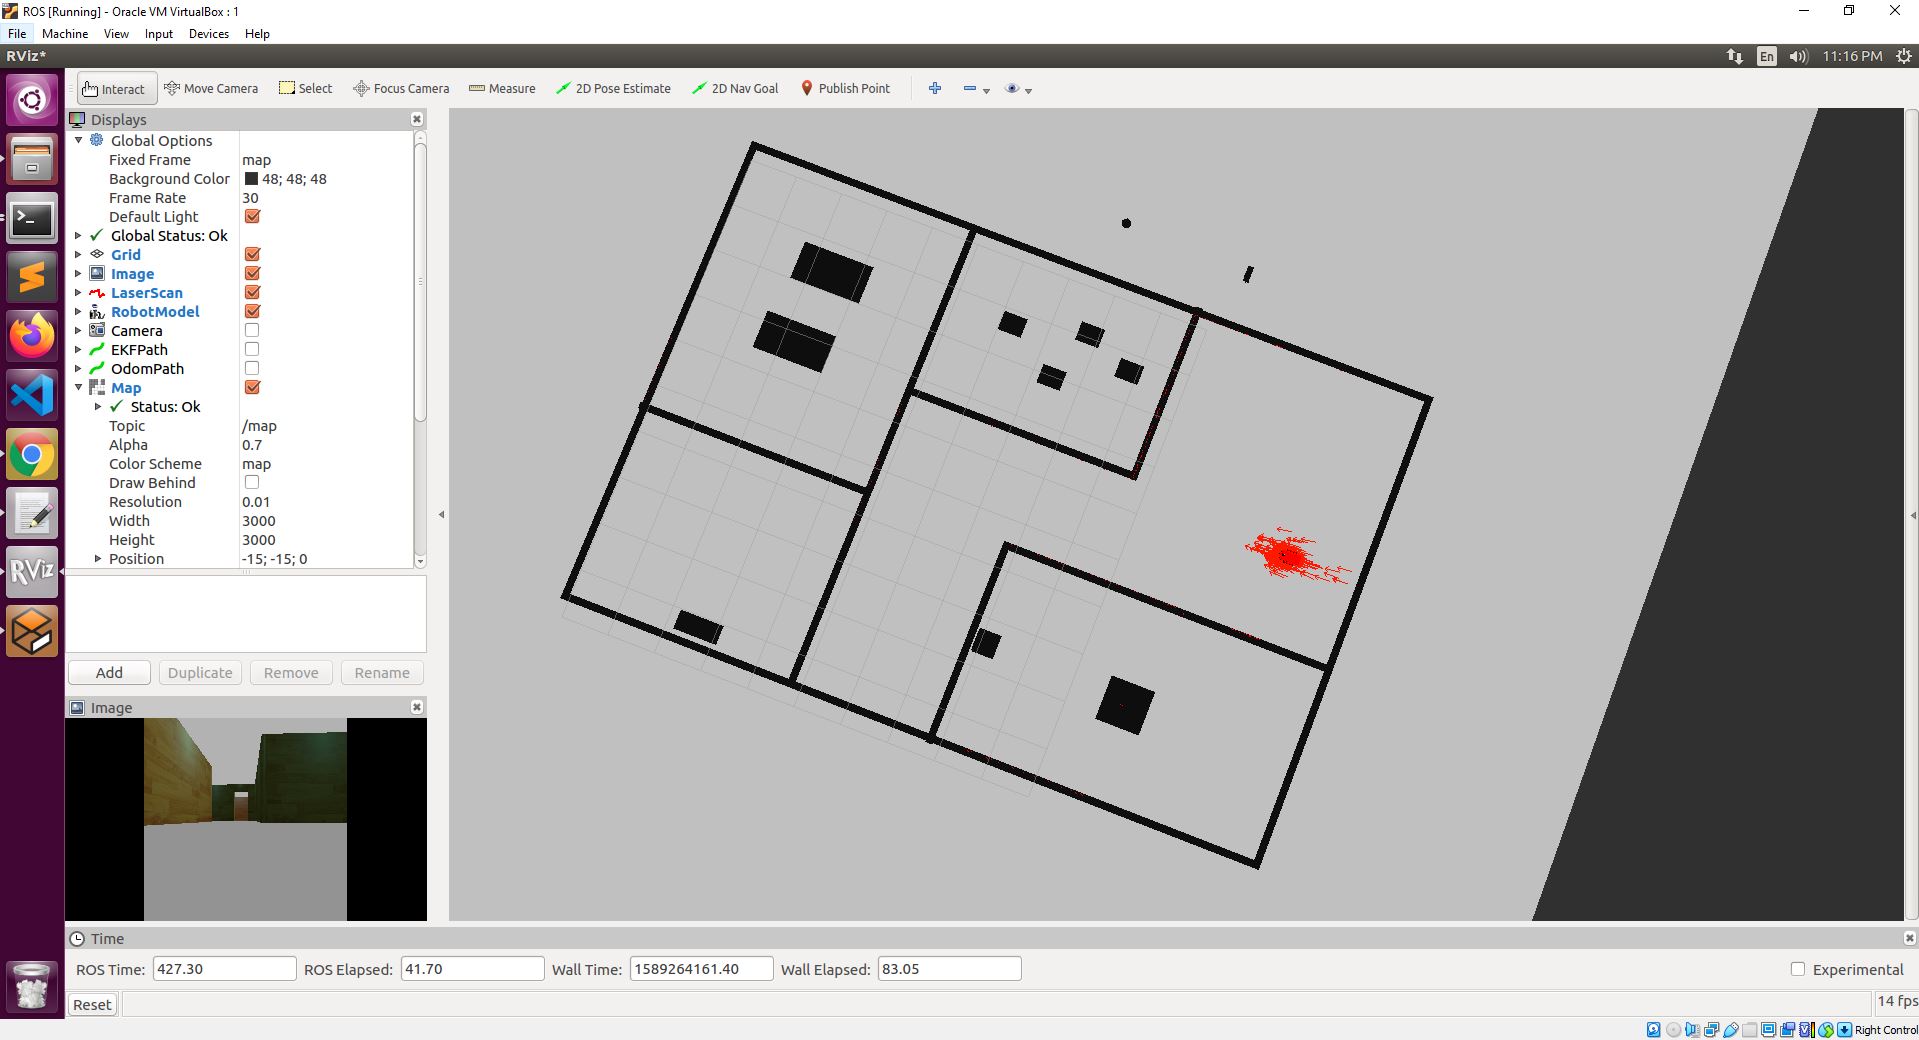 ROS [Running] - Oracle VM VirtualBox : 1
File Machine View Input Devices Help
RViz* En 11:16 PM
Interact Move Camera Select Focus Camera Measure 2D Pose Estimate 2D Nav Goal Publish Point
Displays
Global Options
Fixed Frame map
Background Color 48; 48; 48
Frame Rate 30
Default Light
Global Status: Ok
Grid
Image
LaserScan
RobotModel
Camera
EKFPath
OdomPath
Map
Status: Ok
Topic /map
Alpha 0.7
Color Scheme map
Draw Behind
Resolution 0.01
Width 3000
Height 3000
Position -15; -15; 0
RViz
Add Duplicate Remove Rename
Image
Time
ROS Time: 427.30 ROS Elapsed: 41.70 Wall Time: 1589264161.40 Wall Elapsed: 83.05 Experimental
Reset 14 fps
Right Control